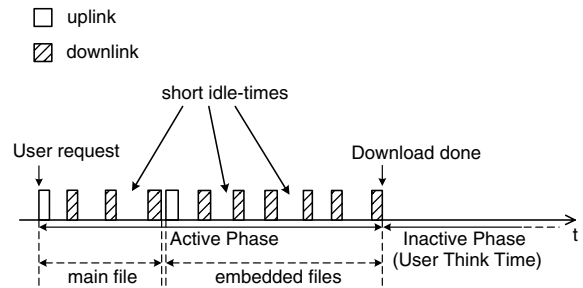 uplink
downlink
short idle-times
User request
Download done
Active Phase
Inactive Phase
(User Think Time)
t
main file
embedded files